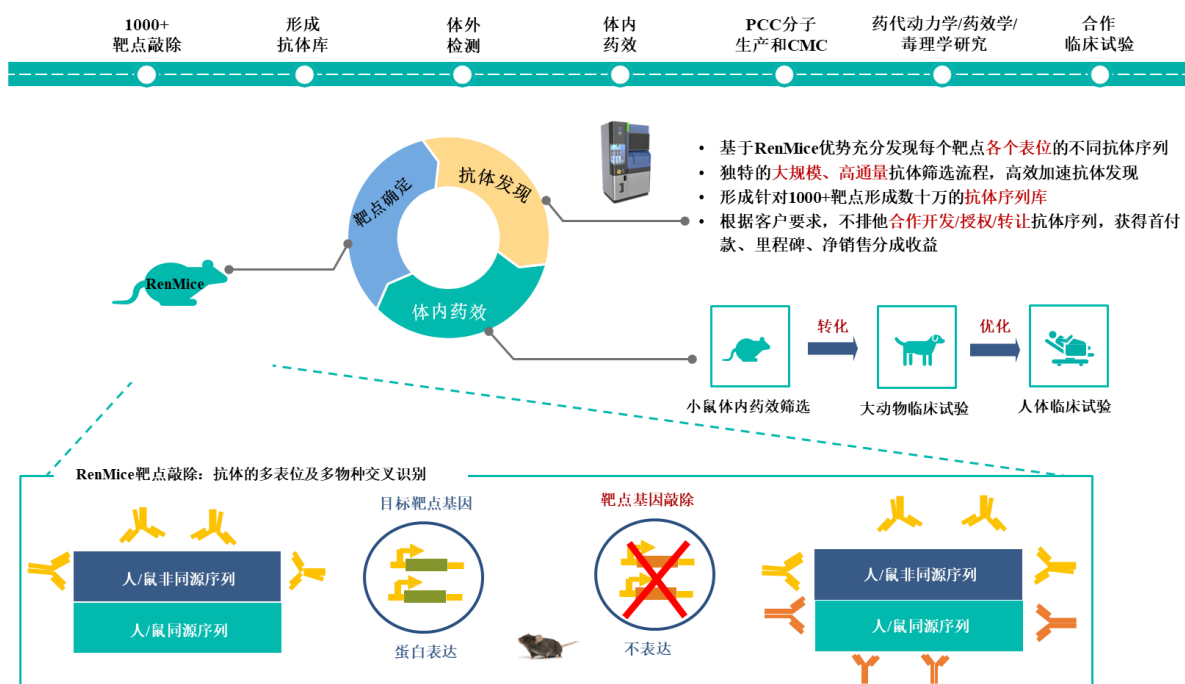 1000+
靶点敲除
形成
抗体库
体外
检测
体内
药效
PCC分子
生产和CMC
药代动力学/药效学/
毒理学研究
合作
临床试验
靶点确定
抗体发现
体内药效
RenMice
• 基于RenMice优势充分发现每个靶点各个表位的不同抗体序列
• 独特的大规模、高通量抗体筛选流程，高效加速抗体发现
• 形成针对1000+靶点形成数十万的抗体序列库
• 根据客户要求，不排他合作开发/授权/转让抗体序列，获得首付
款、里程碑、净销售分成收益
转化
优化
小鼠体内药效筛选
大动物临床试验
人体临床试验
RenMice靶点敲除：抗体的多表位及多物种交叉识别
目标靶点基因
靶点基因敲除
人/鼠非同源序列
人/鼠同源序列
蛋白表达
不表达
人/鼠非同源序列
人/鼠同源序列